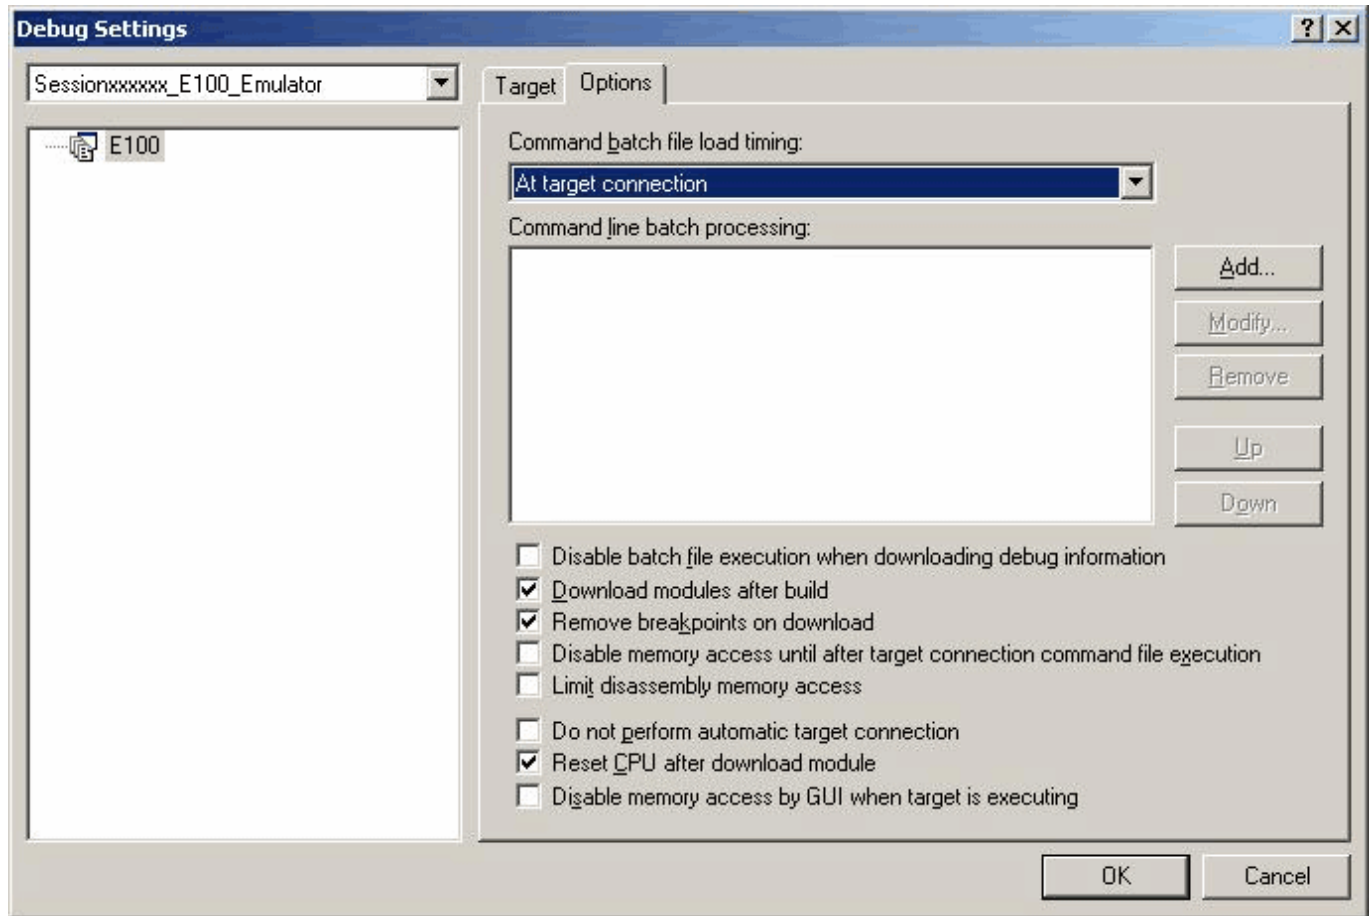 Debug Settings
Sessionxxxxxx_E100_Emulator
E100
Target
Options
Command batch file load timing:
At target connection
Command line batch processing:
Add...
Modify...
Remove
Up
Down
Disable batch file execution when downloading debug information
Download modules after build
Remove breakpoints on download
Disable memory access until after target connection command file execution
Limit disassembly memory access
Do not perform automatic target connection
Reset CPU after download module
Disable memory access by GUI when target is executing
OK
Cancel